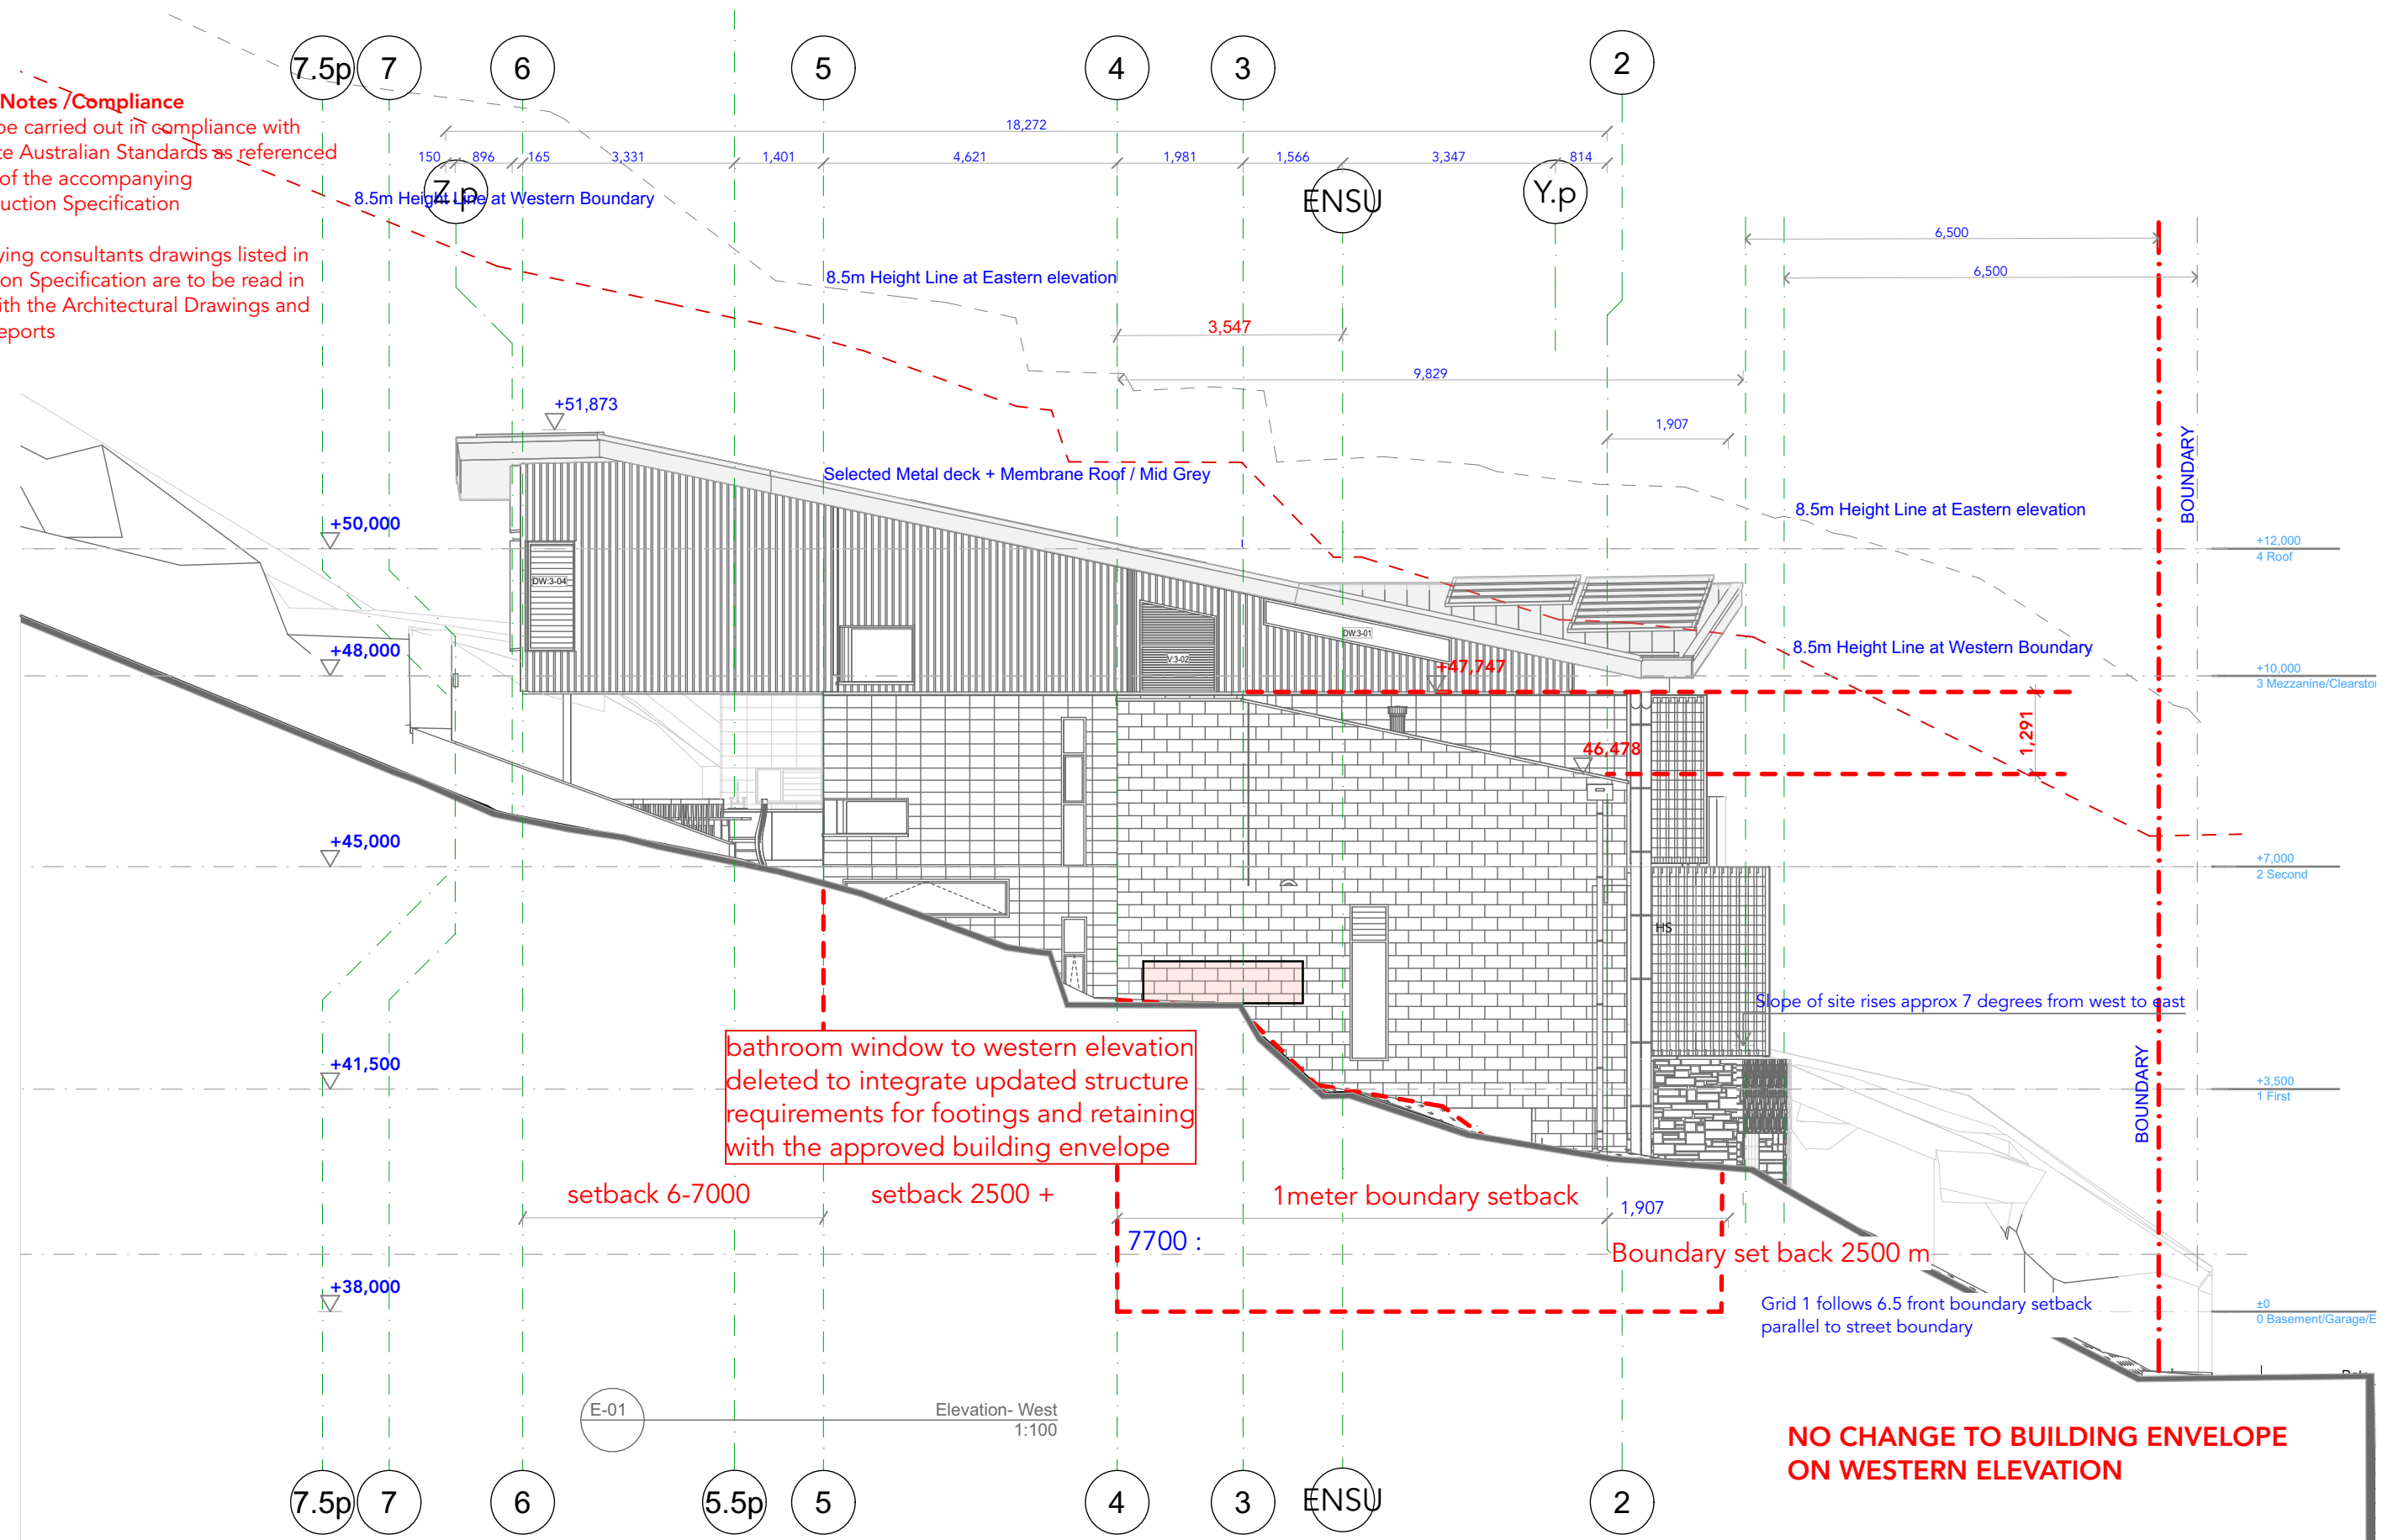 7.5p
7
6
5
4
3
2
Notes /Compliance
be carried out in compliance with
te Australian Standards as referenced
of the accompanying
uction Specification
ying consultants drawings listed in
on Specification are to be read in
ith the Architectural Drawings and
eports
18,272
150
896
165
3,331
1,401
4,621
1,981
1,566
3,347
814
Z.p
ENSU
Y.p
8.5m Height Line at Western Boundary
6,500
6,500
8.5m Height Line at Eastern elevation
3,547
9,829
1,907
+51,873
BOUNDARY
Selected Metal deck + Membrane Roof / Mid Grey
8.5m Height Line at Eastern elevation
+50,000
+12,000
4 Roof
DW:3-04
DW:3-01
V:3-02
+48,000
8.5m Height Line at Western Boundary
+47,747
+10,000
3 Mezzanine/Clearsto
1,291
46,478
+45,000
+7,000
2 Second
HS
Slope of site rises approx 7 degrees from west to east
bathroom window to western elevation
deleted to integrate updated structure
requirements for footings and retaining
with the approved building envelope
+41,500
+3,500
1 First
BOUNDARY
setback 6-7000
setback 2500 +
1meter boundary setback
1,907
7700 :
Boundary set back 2500 m
+38,000
Grid 1 follows 6.5 front boundary setback
parallel to street boundary
±0
0 Basement/Garage/E
E-01
Elevation- West
1:100
NO CHANGE TO BUILDING ENVELOPE
ON WESTERN ELEVATION
7.5p
7
6
5.5p
5
4
3
ENSU
2